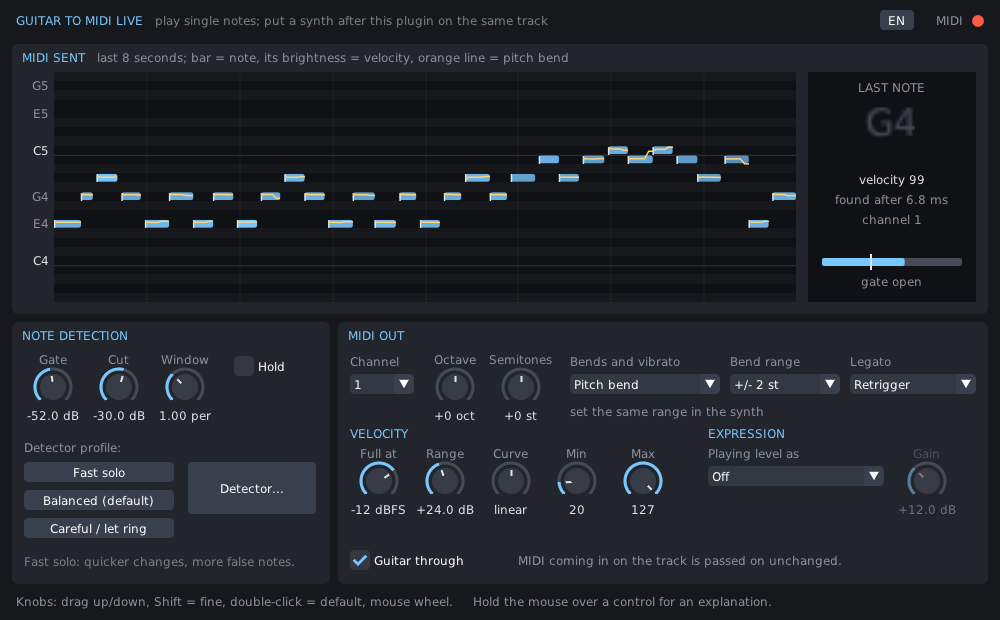 GUITAR TO MIDI LIVE play single notes; put a synth after this plugin on the same track EN MIDI
MIDI SENT last 8 seconds; bar = note, its brightness = velocity, orange line = pitch bend
G5
E5
C5
G4
E4
C4
LAST NOTE
G4
velocity 99
found after 6.8 ms
channel 1
gate open
NOTE DETECTION
Gate Cut Window
Hold
-52.0 dB -30.0 dB 1.00 per
Detector profile:
Fast solo
Balanced (default)
Careful / let ring
Detector...
Fast solo: quicker changes, more false notes.
MIDI OUT
Channel Octave Semitones Bends and vibrato Bend range Legato
1 Pitch bend +/- 2 st Retrigger
+0 oct +0 st set the same range in the synth
VELOCITY
Full at Range Curve Min Max
-12 dBFS +24.0 dB linear 20 127
EXPRESSION
Playing level as Gain
Off
+12.0 dB
Guitar through MIDI coming in on the track is passed on unchanged.
Knobs: drag up/down, Shift = fine, double-click = default, mouse wheel. Hold the mouse over a control for an explanation.